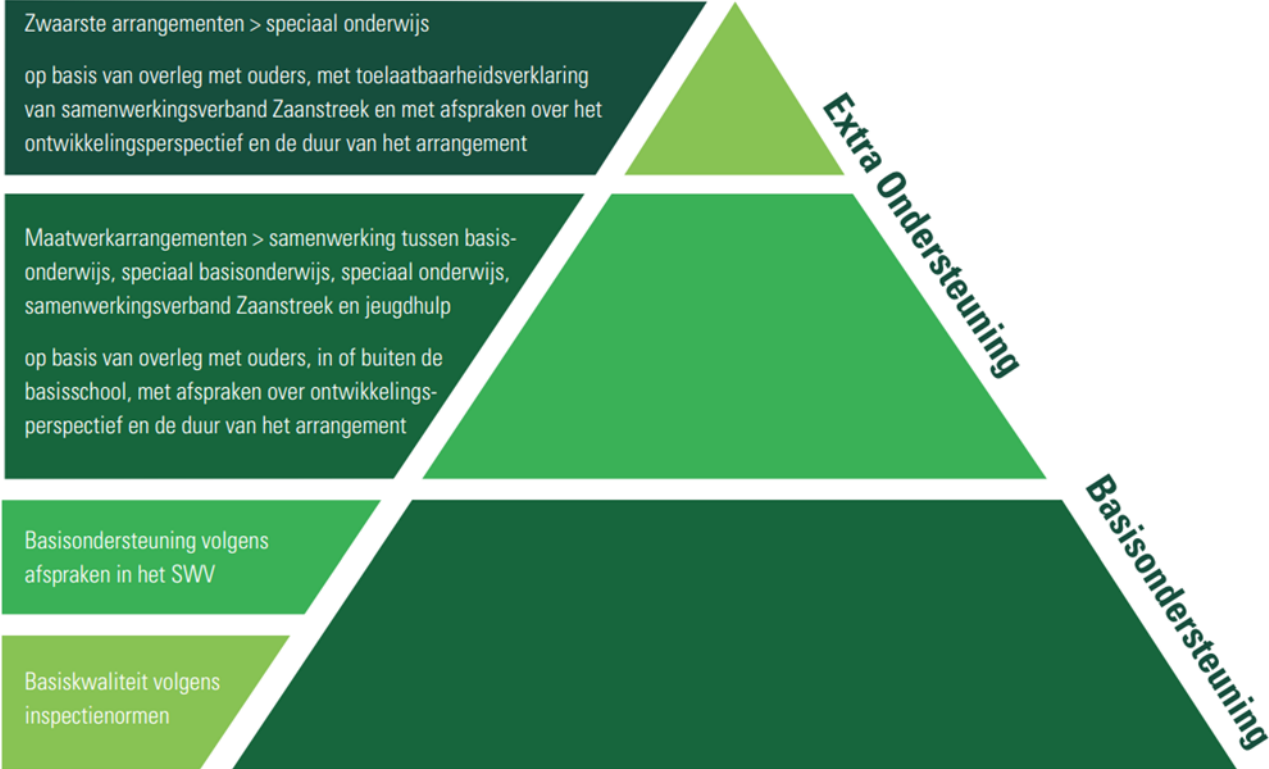 Zwaarste arrangementen > speciaal onderwijs
op basis van overleg met ouders, met toelaatbaarheidsverklaring
van samenwerkingsverband Zaanstreek en met afspraken over het
ontwikkelingsperspectief en de duur van het arrangement
Extra Ondersteuning
Maatwerkarrangementen > samenwerking tussen basis-
onderwijs, speciaal basisonderwijs, speciaal onderwijs,
samenwerkingsverband Zaanstreek en jeugdhulp
op basis van overleg met ouders, in of buiten de
basisschool, met afspraken over ontwikkelings-
perspectief en de duur van het arrangement
Basisondersteuning
Basisondersteuning volgens
afspraken in het SWV
Basiskwaliteit volgens
inspectienormen